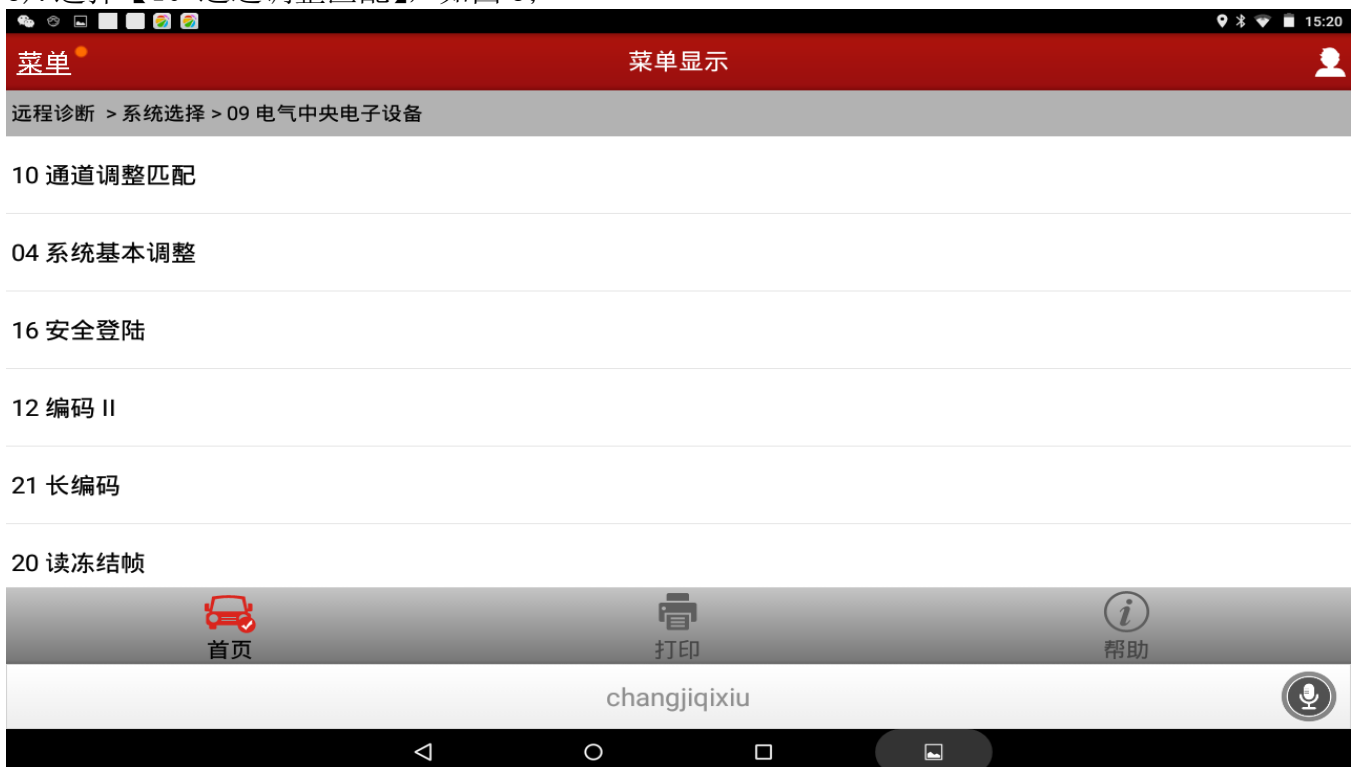 15:20
菜单
菜单显示
远程诊断 > 系统选择 > 09 电气中央电子设备
10 通道调整匹配
04 系统基本调整
16 安全登陆
12 编码 II
21 长编码
20 读冻结帧
首页
打印
帮助
changjiqixiu